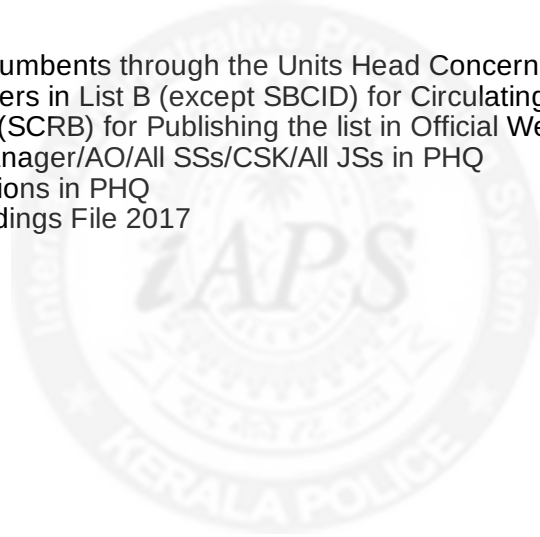 umbents through the Units Head Concern
ers in List B (except SBCID) for Circulating
(SCRB) for Publishing the list in Official We
nager/AO/All SSs/CSK/All JSs in PHQ
ions in PHQ
dings File 2017
iAPS
System
KERALA POLICE